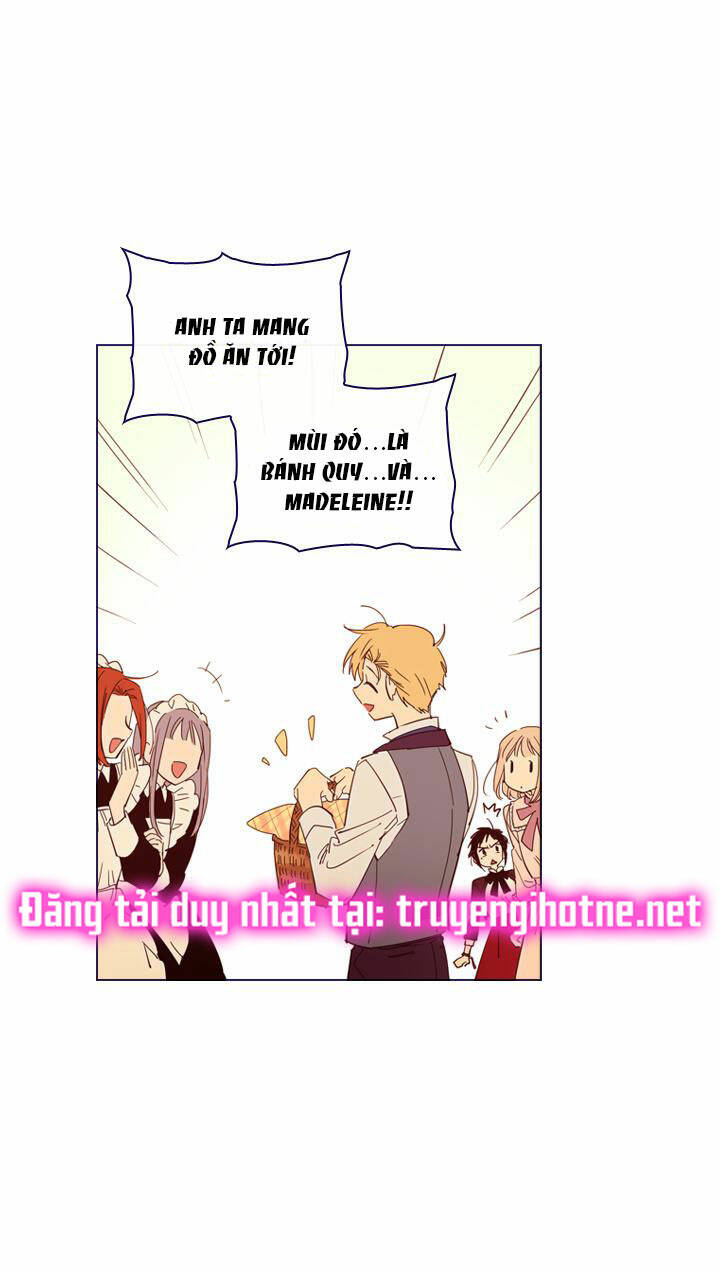 ANH TA MANG
ĐỒ ĂN TỚI!
MÙI ĐÓ...LÀ
BÁNH QUY...VÀ...
MADELEINE!!
Đăng tải duy nhất tại: truyengihotne.net